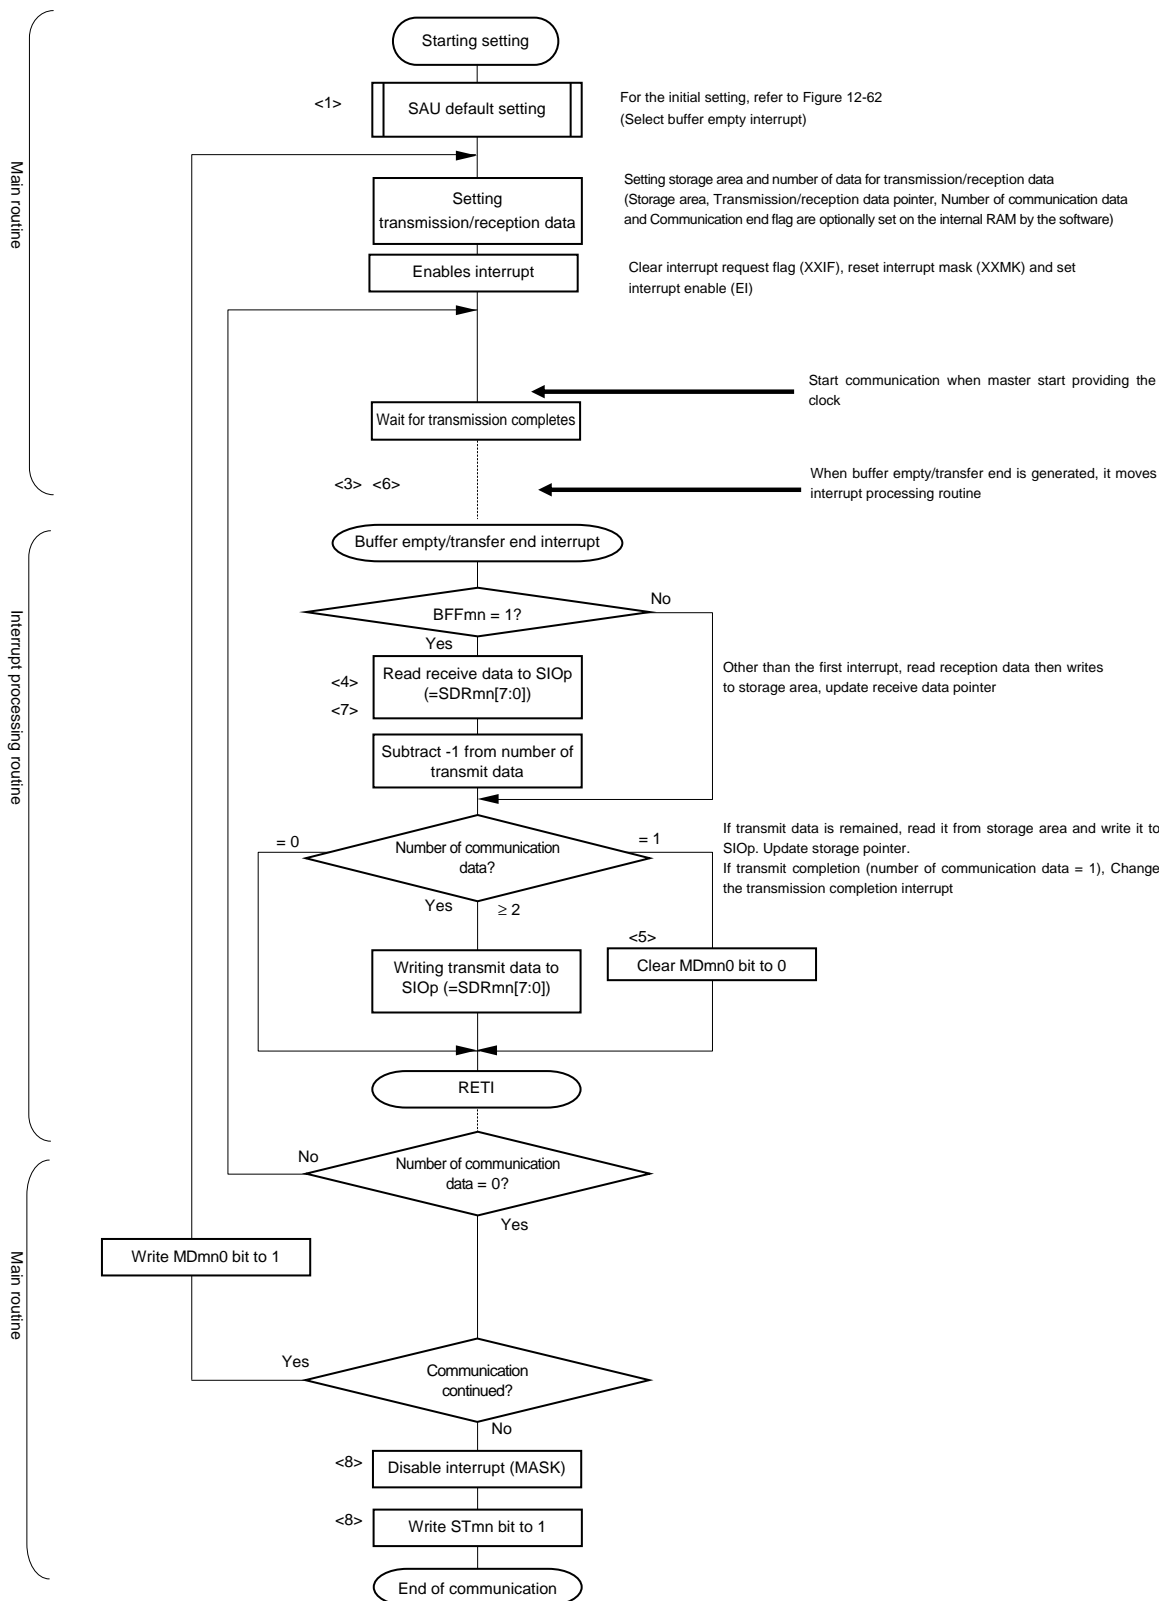 Starting setting
<1>
SAU default setting
For the initial setting, refer to Figure 12-62
(Select buffer empty interrupt)
Main routine
Setting
transmission/reception data
Setting storage area and number of data for transmission/reception data
(Storage area, Transmission/reception data pointer, Number of communication data
and Communication end flag are optionally set on the internal RAM by the software)
Enables interrupt
Clear interrupt request flag (XXIF), reset interrupt mask (XXMK) and set
interrupt enable (EI)
Start communication when master start providing the
clock
Wait for transmission completes
<3> <6>
When buffer empty/transfer end is generated, it moves
interrupt processing routine
Interrupt processing routine
Buffer empty/transfer end interrupt
BFFmn = 1?
No
Yes
<4>
<7>
Read receive data to SIOp
(=SDRmn[7:0])
Other than the first interrupt, read reception data then writes
to storage area, update receive data pointer
Subtract -1 from number of
transmit data
= 0
Number of communication
data?
= 1
If transmit data is remained, read it from storage area and write it to
SIOp. Update storage pointer.
If transmit completion (number of communication data = 1), Change
the transmission completion interrupt
Yes
≥ 2
<5>
Writing transmit data to
SIOp (=SDRmn[7:0])
Clear MDmn0 bit to 0
RETI
No
Number of communication
data = 0?
Yes
Main routine
Write MDmn0 bit to 1
Yes
Communication
continued?
No
<8>
Disable interrupt (MASK)
<8>
Write STmn bit to 1
End of communication